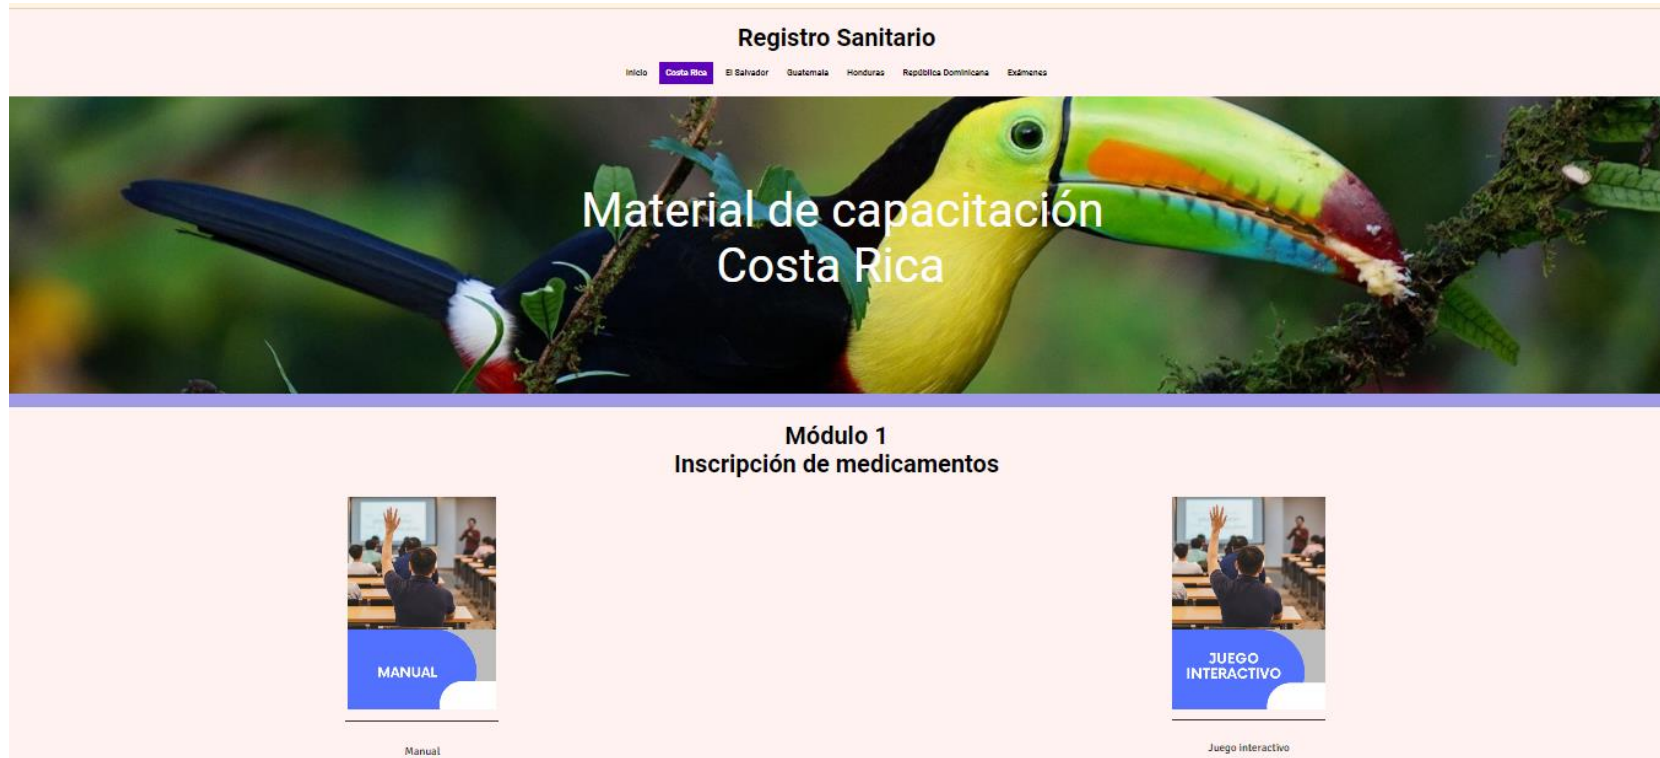 Registro Sanitario
Inicio Costa Rica El Salvador Guatemala Honduras República Dominicana Exámenes
Material de capacitación
Costa Rica
Módulo 1
Inscripción de medicamentos
MANUAL
JUEGO
INTERACTIVO
Manual
Juego interactivo